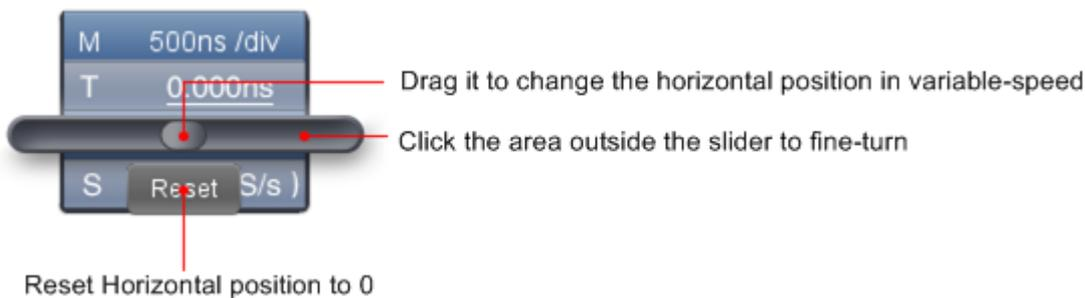 M 500ns /div
T 0.000ns
Drag it to change the horizontal position in variable-speed
Click the area outside the slider to fine-turn
S Reset S/s )
Reset Horizontal position to 0